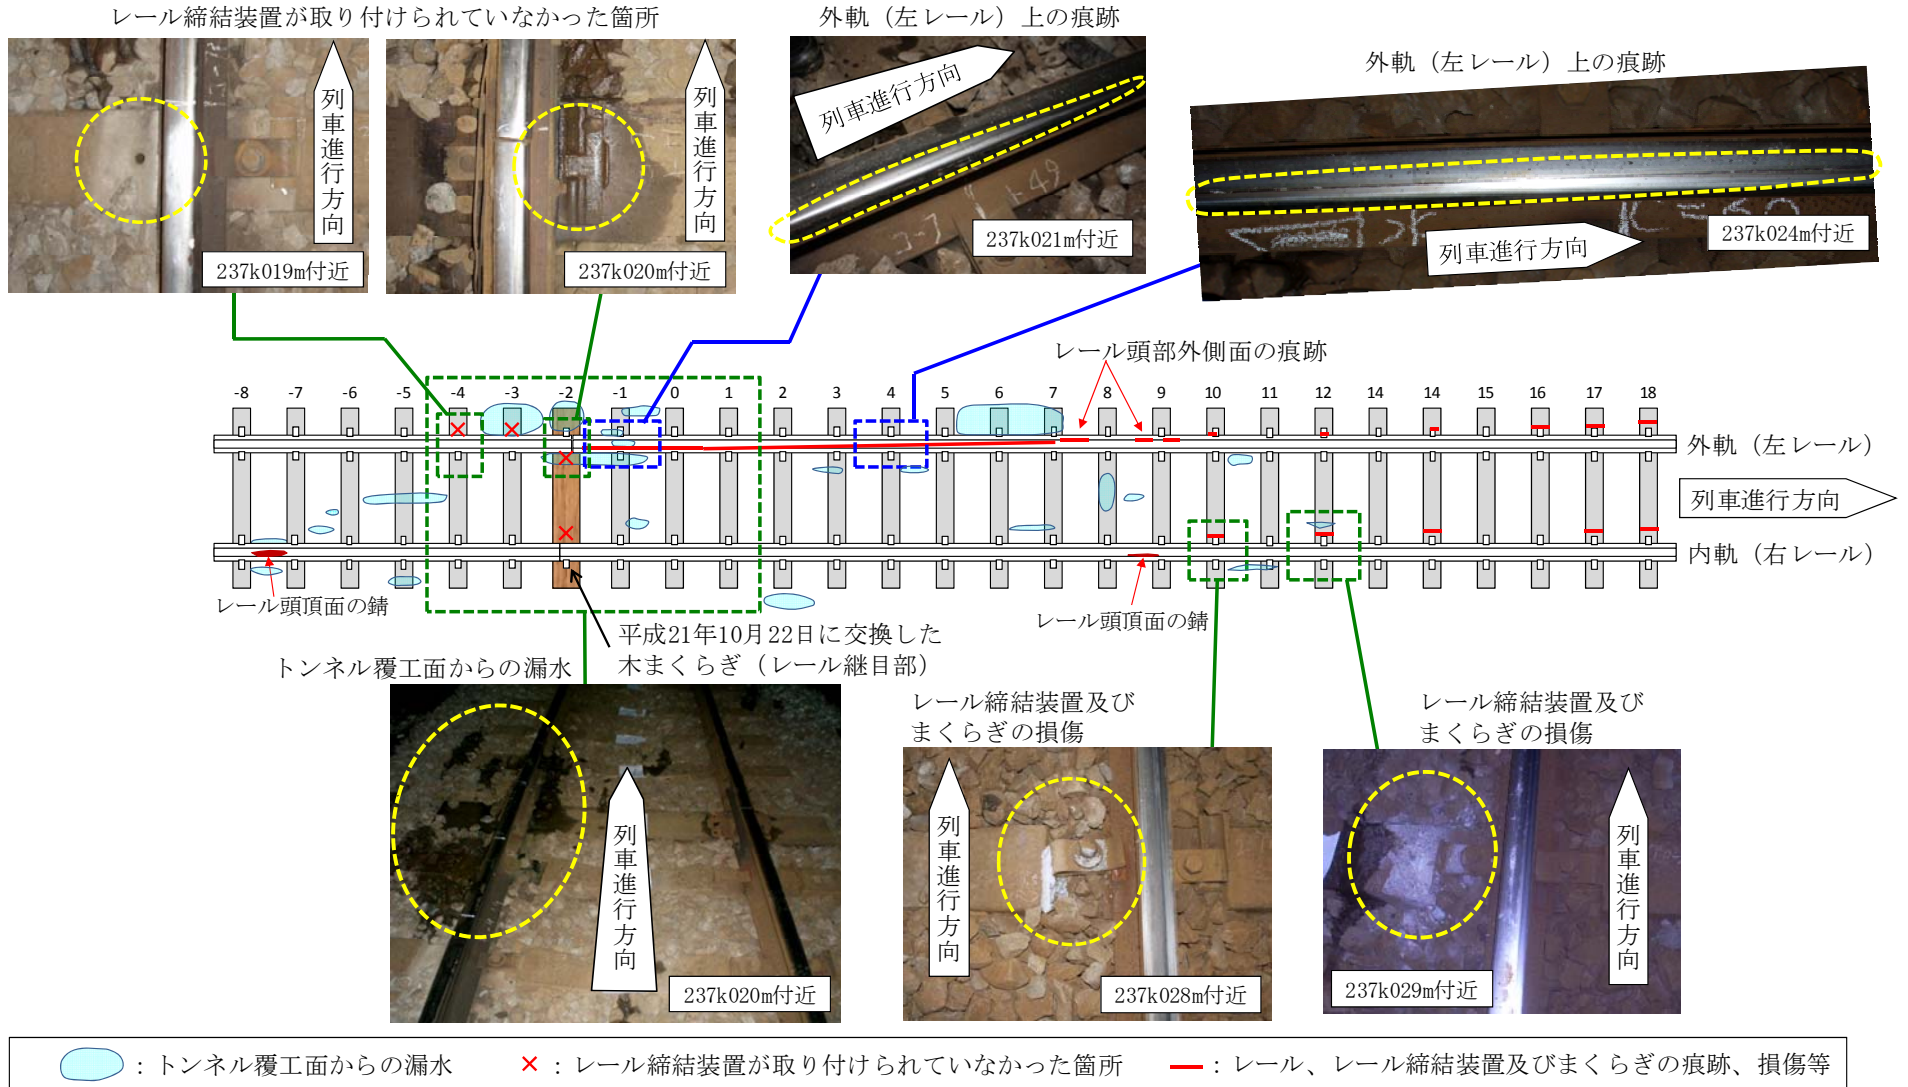 レール締結装置が取り付けられていなかった箇所
外軌（左レール）上の痕跡
外軌（左レール）上の痕跡
列車進行方向
237k019m付近
列車進行方向
237k020m付近
列車進行方向
237k021m付近
列車進行方向
237k024m付近
レール頭部外側面の痕跡
-8 -7 -6 -5 -4 -3 -2 -1 0 1 2 3 4 5 6 7 8 9 10 11 12 14 14 15 16 17 18
外軌（左レール）
列車進行方向
内軌（右レール）
レール頭頂面の錆
レール頭頂面の錆
平成21年10月22日に交換した
木まくらぎ（レール継目部）
トンネル覆工面からの漏水
列車進行方向
237k020m付近
レール締結装置及び
まくらぎの損傷
列車進行方向
237k028m付近
レール締結装置及び
まくらぎの損傷
列車進行方向
237k029m付近
：トンネル覆工面からの漏水
×：レール締結装置が取り付けられていなかった箇所
：レール、レール締結装置及びまくらぎの痕跡、損傷等